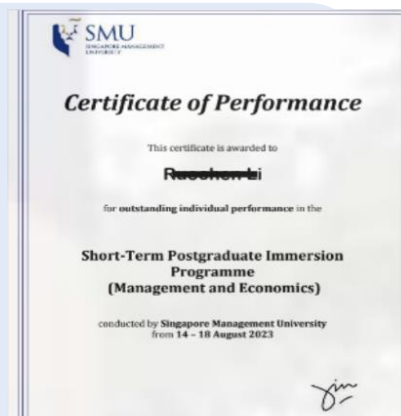 SMU
SINGAPORE MANAGEMENT
UNIVERSITY
Certificate of Performance
This certificate is awarded to
for outstanding individual performance in the
Short-Term Postgraduate Immersion
Programme
(Management and Economics)
conducted by Singapore Management University
from 14 – 18 August 2023